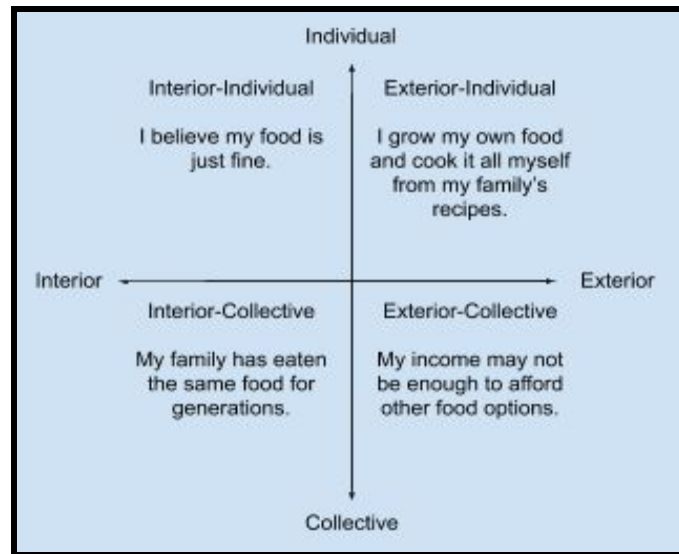 Individual
Interior-Individual
I believe my food is
just fine.
Exterior-Individual
I grow my own food
and cook it all myself
from my family's
recipes.
Interior
Exterior
Interior-Collective
My family has eaten
the same food for
generations.
Exterior-Collective
My income may not
be enough to afford
other food options.
Collective